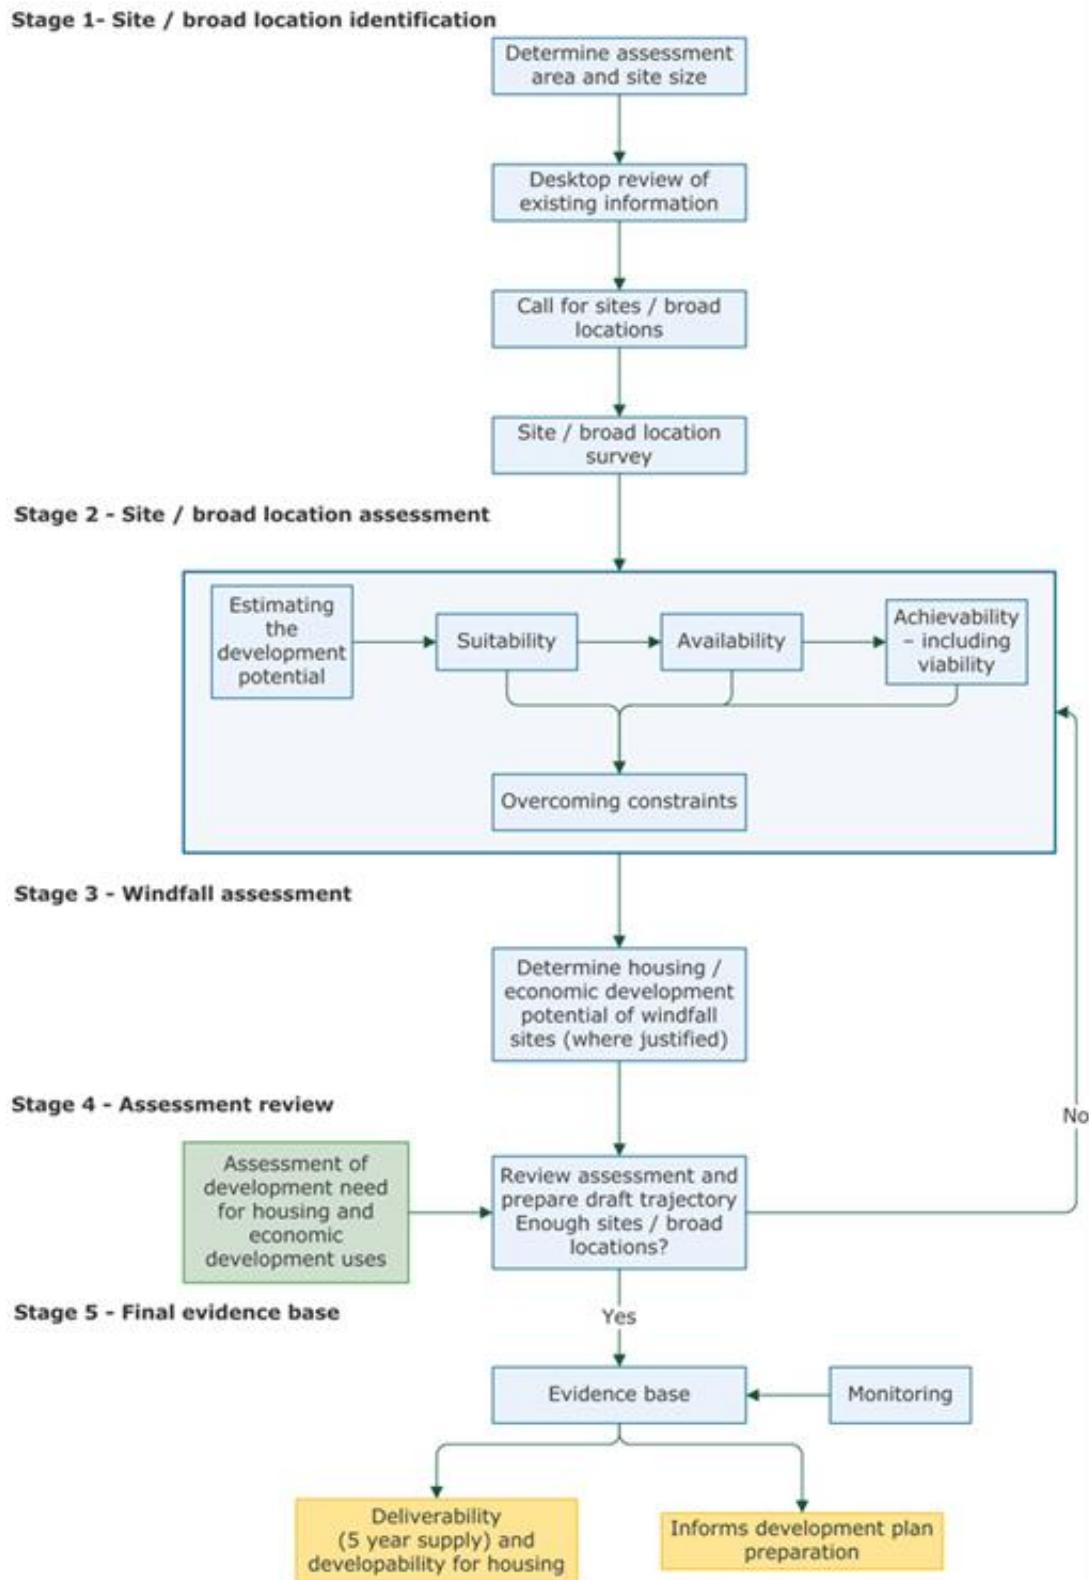 Stage 1- Site / broad location identification
Determine assessment
area and site size
Desktop review of
existing information
Call for sites / broad
locations
Site / broad location
survey
Stage 2 - Site / broad location assessment
Estimating
the
development
potential
Suitability
Availability
Achievability
– including
viability
Overcoming constraints
Stage 3 - Windfall assessment
Determine housing /
economic development
potential of windfall
sites (where justified)
Stage 4 - Assessment review
No
Assessment of
development need
for housing and
economic
development uses
Review assessment and
prepare draft trajectory
Enough sites / broad
locations?
Stage 5 - Final evidence base
Yes
Evidence base
Monitoring
Deliverability
(5 year supply) and
developability for housing
Informs development plan
preparation